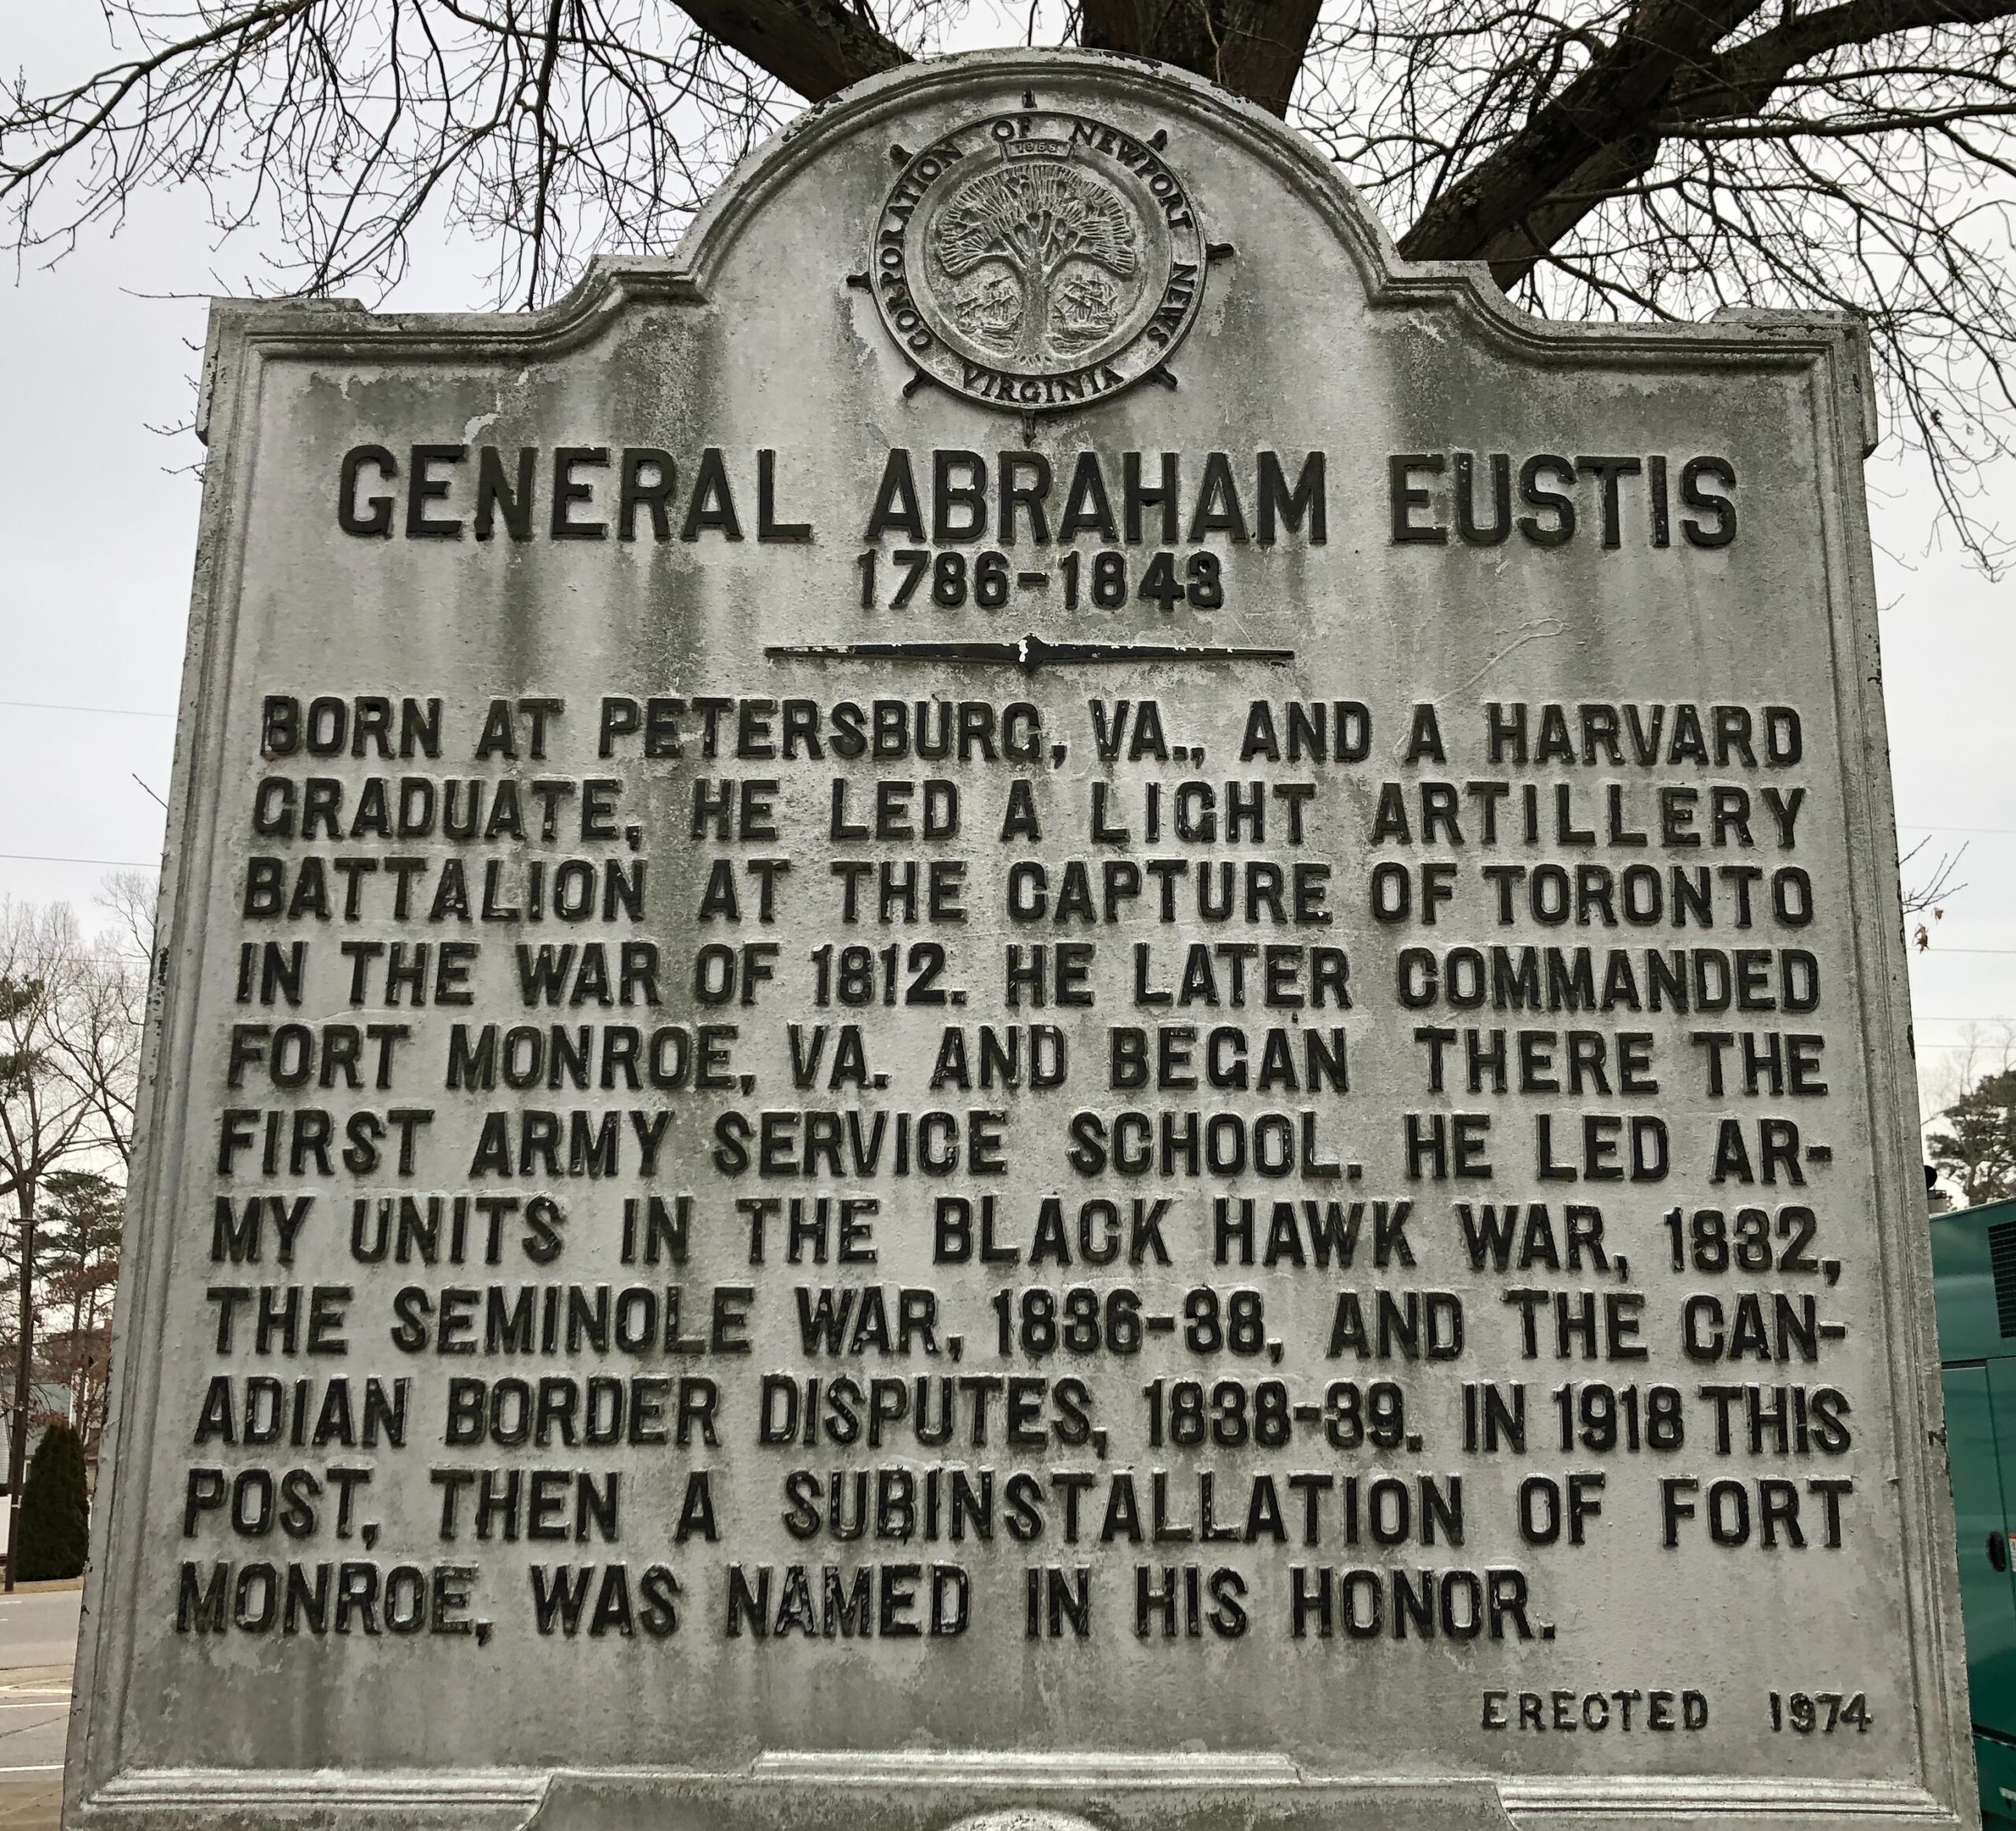 CORPORATION OF NEWPORT NEWS
VIRGINIA
GENERAL ABRAHAM EUSTIS
1786-1843
BORN AT PETERSBURG, VA., AND A HARVARD
GRADUATE, HE LED A LIGHT ARTILLERY
BATTALION AT THE CAPTURE OF TORONTO
IN THE WAR OF 1812. HE LATER COMMANDED
FORT MONROE, VA. AND BEGAN THERE THE
FIRST ARMY SERVICE SCHOOL. HE LED AR-
MY UNITS IN THE BLACK HAWK WAR, 1832,
THE SEMINOLE WAR, 1836-38, AND THE CAN-
ADIAN BORDER DISPUTES, 1838-39. IN 1918 THIS
POST, THEN A SUBINSTALLATION OF FORT
MONROE, WAS NAMED IN HIS HONOR.
ERECTED 1974